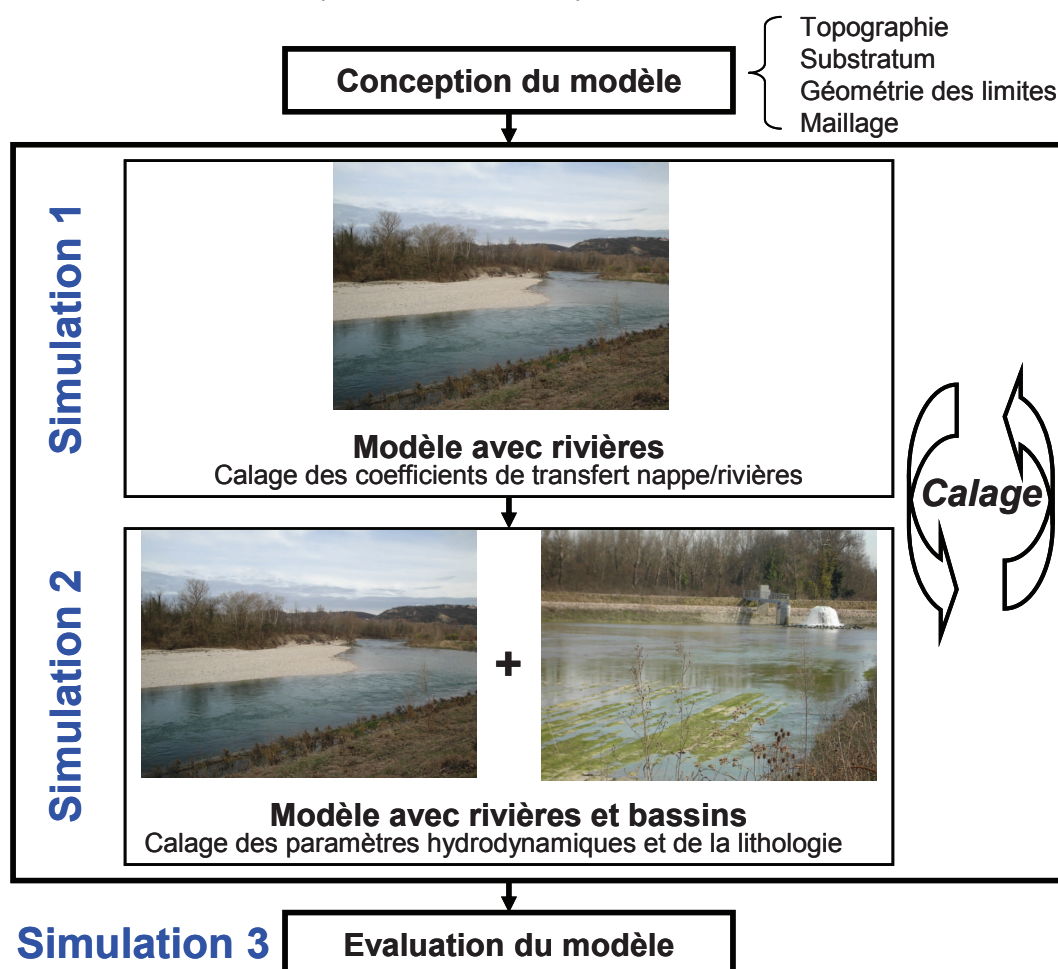 Topographie
Substratum
Géométrie des limites
Maillage
Conception du modèle
Simulation 1
Modèle avec rivières
Calage des coefficients de transfert nappe/rivières
Calage
Simulation 2
+
Modèle avec rivières et bassins
Calage des paramètres hydrodynamiques et de la lithologie
Simulation 3
Evaluation du modèle